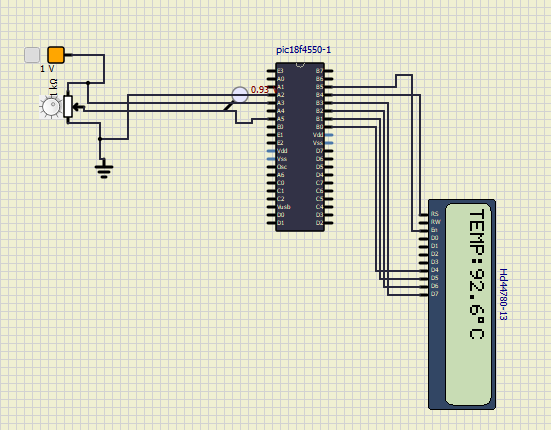 pic18f4550-1
1 V
1 kΩ
0.93
E3
A0
A1
A2
A3
A4
A5
E0
E1
E2
Vdd
Vss
Osc
A6
C0
C1
C2
Vusb
D0
D1
B7
B6
B5
B4
B3
B2
B1
B0
Vdd
Vss
D7
D6
D5
D4
C7
C6
C5
C4
D3
D2
RS
RW
En
D0
D1
D2
D3
D4
D5
D6
D7
TEMP:92.6°C
Hd44780-13